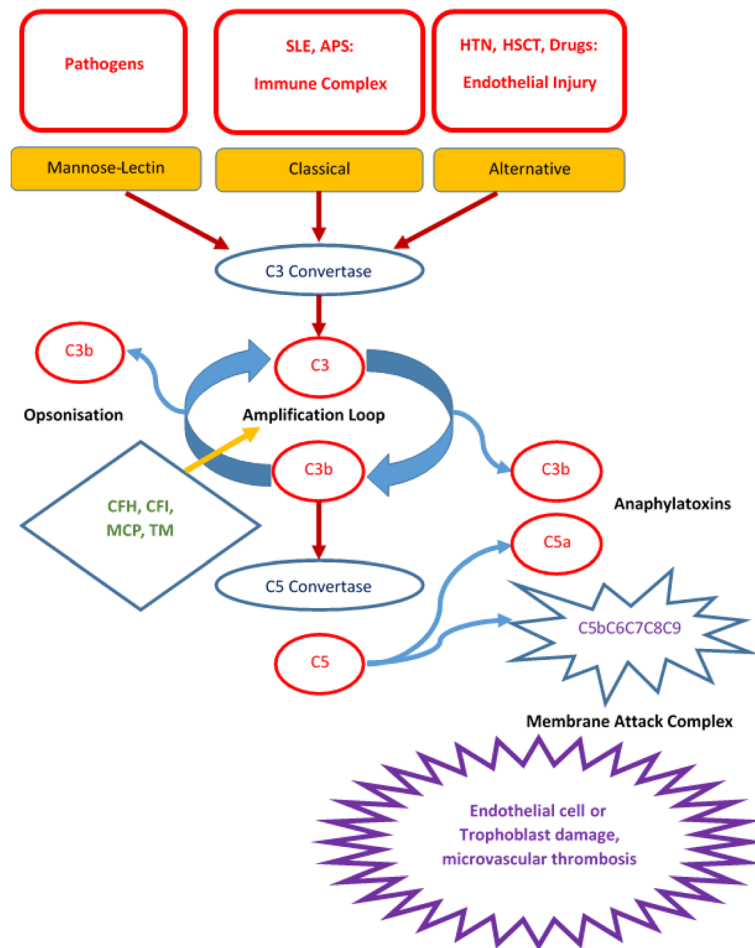 Pathogens
SLE, APS:
Immune Complex
HTN, HSCT, Drugs:
Endothelial Injury
Mannose-Lectin
Classical
Alternative
C3 Convertase
C3b
C3
Opsonisation
Amplification Loop
C3b
C3b
Anaphylatoxins
CFH, CFI,
MCP, TM
C5a
C5 Convertase
C5bC6C7C8C9
C5
Membrane Attack Complex
Endothelial cell or
Trophoblast damage,
microvascular thrombosis